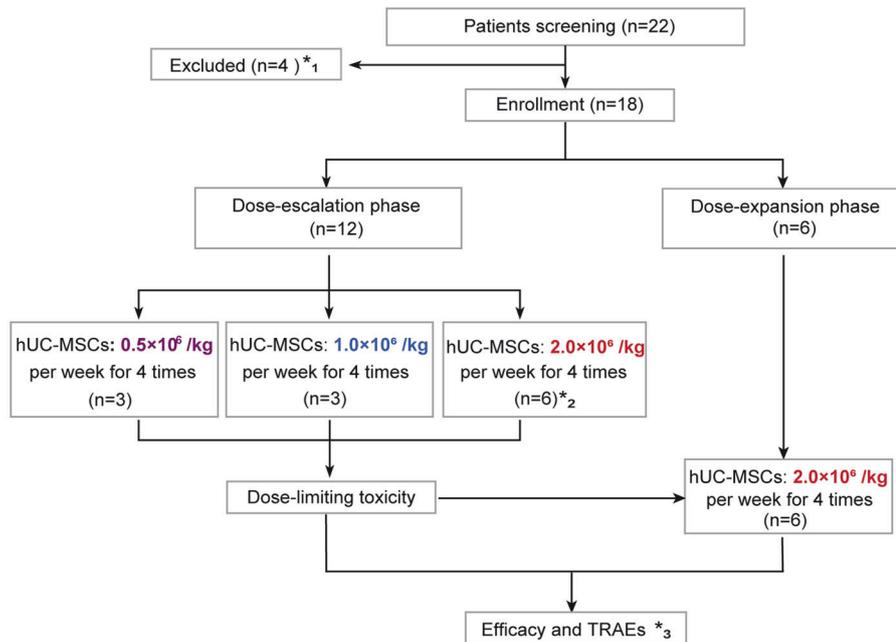 Patients screening (n=22)
Excluded (n=4 ) *₁
Enrollment (n=18)
Dose-escalation phase
(n=12)
Dose-expansion phase
(n=6)
hUC-MSCs: 0.5×10⁶ /kg
per week for 4 times
(n=3)
hUC-MSCs: 1.0×10⁶ /kg
per week for 4 times
(n=3)
hUC-MSCs: 2.0×10⁶ /kg
per week for 4 times
(n=6)*₂
Dose-limiting toxicity
hUC-MSCs: 2.0×10⁶ /kg
per week for 4 times
(n=6)
Efficacy and TRAEs *₃